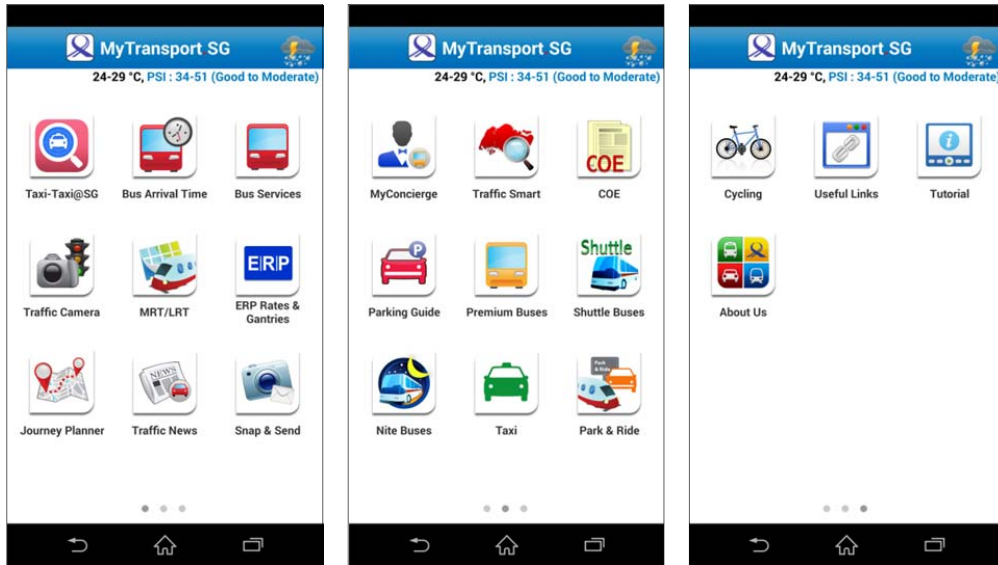 MyTransport SG
24-29 °C, PSI : 34-51 (Good to Moderate)
Taxi-Taxi@SG Bus Arrival Time Bus Services
ERP
Traffic Camera MRT/LRT ERP Rates &
Gantries
NEWS
Journey Planner Traffic News Snap & Send
MyTransport SG
24-29 °C, PSI : 34-51 (Good to Moderate)
COE
MyConcierge Traffic Smart COE
P
Shuttle
Parking Guide Premium Buses Shuttle Buses
Park
& Ride
Nite Buses Taxi Park & Ride
MyTransport SG
24-29 °C, PSI : 34-51 (Good to Moderate)
i
Cycling Useful Links Tutorial
About Us